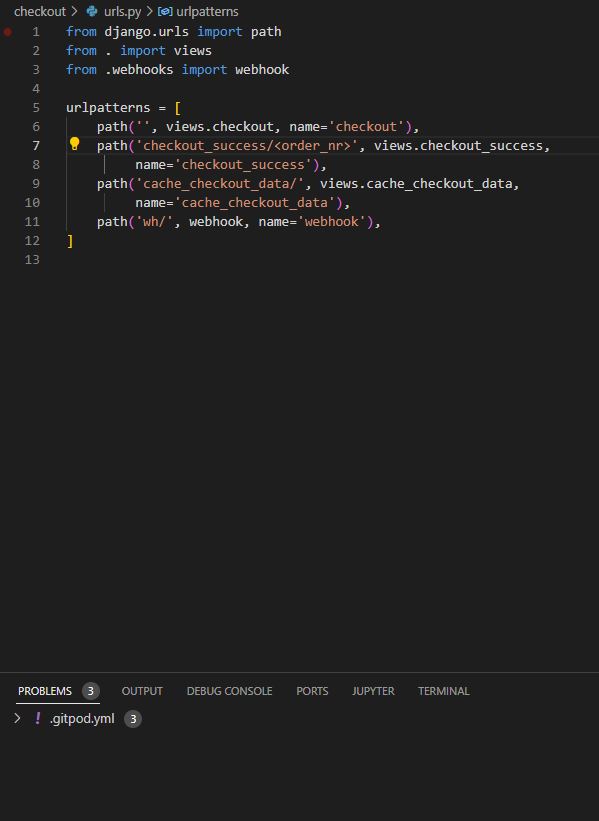 checkout > urls.py > urlpatterns
1 from django.urls import path
2 from . import views
3 from .webhooks import webhook
4
5 urlpatterns = [
6     path('', views.checkout, name='checkout'),
7     path('checkout_success/<order_nr>', views.checkout_success,
8          name='checkout_success'),
9     path('cache_checkout_data/', views.cache_checkout_data,
10         name='cache_checkout_data'),
11    path('wh/', webhook, name='webhook'),
12 ]
13
PROBLEMS 3 OUTPUT DEBUG CONSOLE PORTS JUPYTER TERMINAL
> ! .gitpod.yml 3